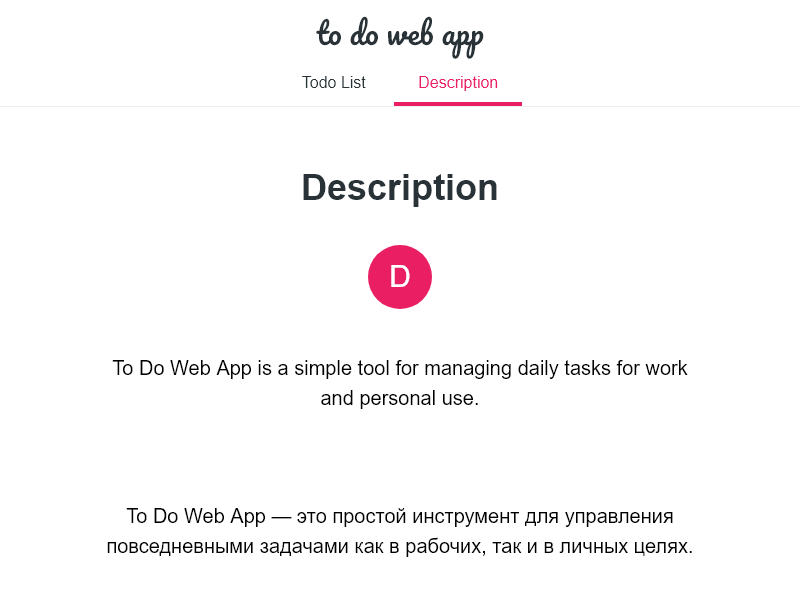 to do web app
Todo List Description
Description
D
To Do Web App is a simple tool for managing daily tasks for work
and personal use.
To Do Web App — это простой инструмент для управления
повседневными задачами как в рабочих, так и в личных целях.